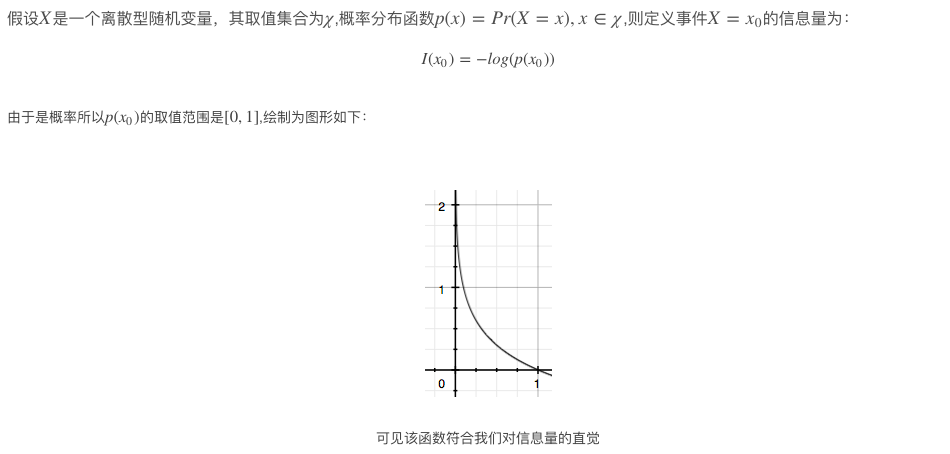 假设X是一个离散型随机变量，其取值集合为χ,概率分布函数p(x) = Pr(X = x), x ∈ χ,则定义事件X = x₀的信息量为：
I(x₀) = −log(p(x₀))
由于是概率所以p(x₀)的取值范围是[0, 1],绘制为图形如下：
2
1
0
1
可见该函数符合我们对信息量的直觉